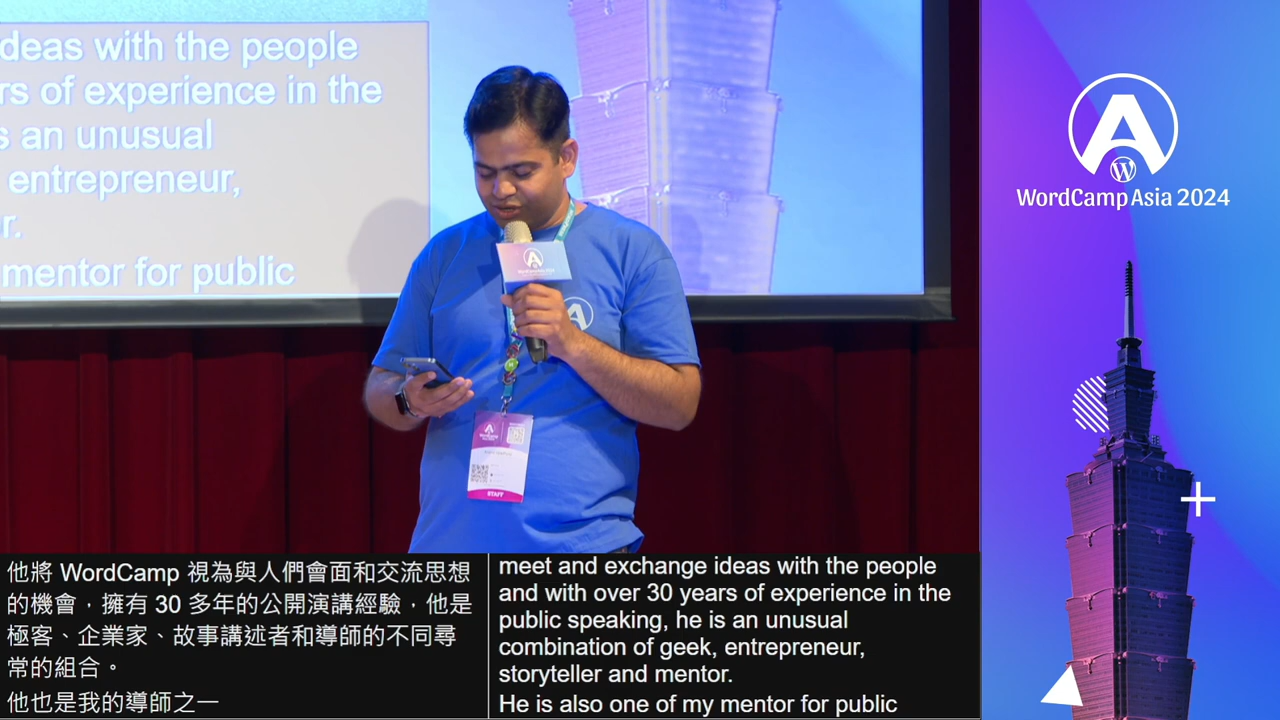 deas with the people
rs of experience in the
s an unusual
entrepreneur,
r.
mentor for public
A
W
WordCamp Asia 2024
A
STAFF
他將 WordCamp 視為與人們會面和交流思想
的機會，擁有 30 多年的公開演講經驗，他是
極客、企業家、故事講述者和導師的不同尋
常的組合。
他也是我的導師之一
meet and exchange ideas with the people
and with over 30 years of experience in the
public speaking, he is an unusual
combination of geek, entrepreneur,
storyteller and mentor.
He is also one of my mentor for public